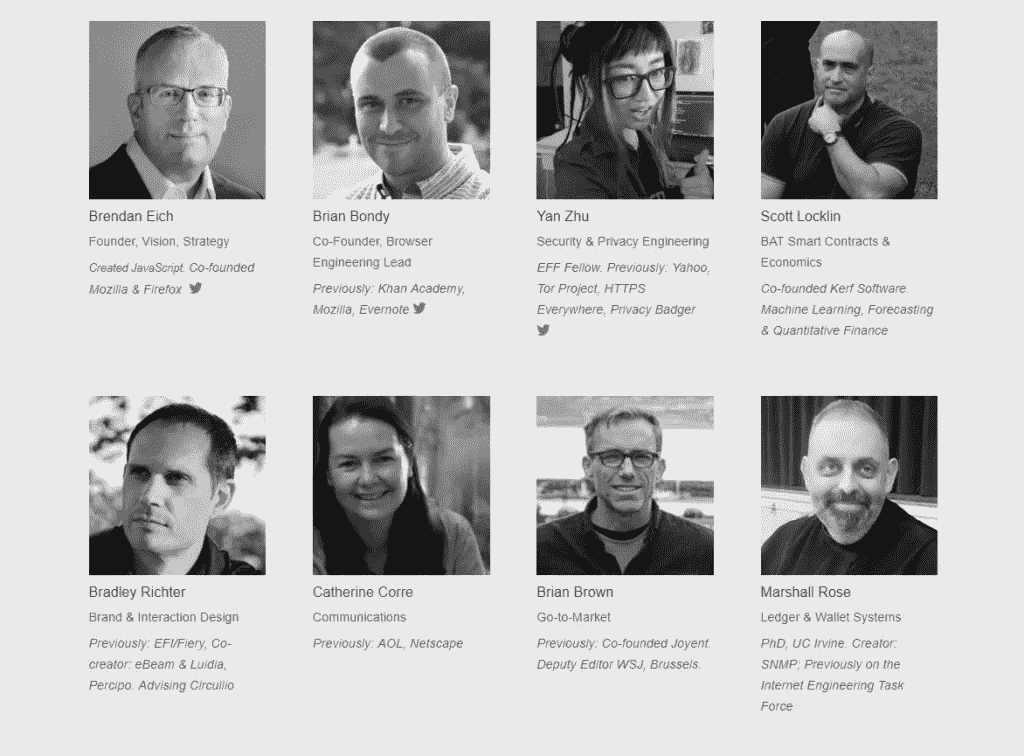 Brendan Eich
Founder, Vision, Strategy
Created JavaScript. Co-founded
Mozilla & Firefox
Brian Bondy
Co-Founder, Browser
Engineering Lead
Previously: Khan Academy,
Mozilla, Evernote
Yan Zhu
Security & Privacy Engineering
EFF Fellow. Previously: Yahoo,
Tor Project, HTTPS
Everywhere, Privacy Badger
Scott Locklin
BAT Smart Contracts &
Economics
Co-founded Kerf Software.
Machine Learning, Forecasting
& Quantitative Finance
Bradley Richter
Brand & Interaction Design
Previously: EFI/Fiery, Co-
creator: eBeam & Luidia,
Percipo. Advising Circullio
Catherine Corre
Communications
Previously: AOL, Netscape
Brian Brown
Go-to-Market
Previously: Co-founded Joyent.
Deputy Editor WSJ, Brussels.
Marshall Rose
Ledger & Wallet Systems
PhD, UC Irvine. Creator:
SNMP; Previously on the
Internet Engineering Task
Force